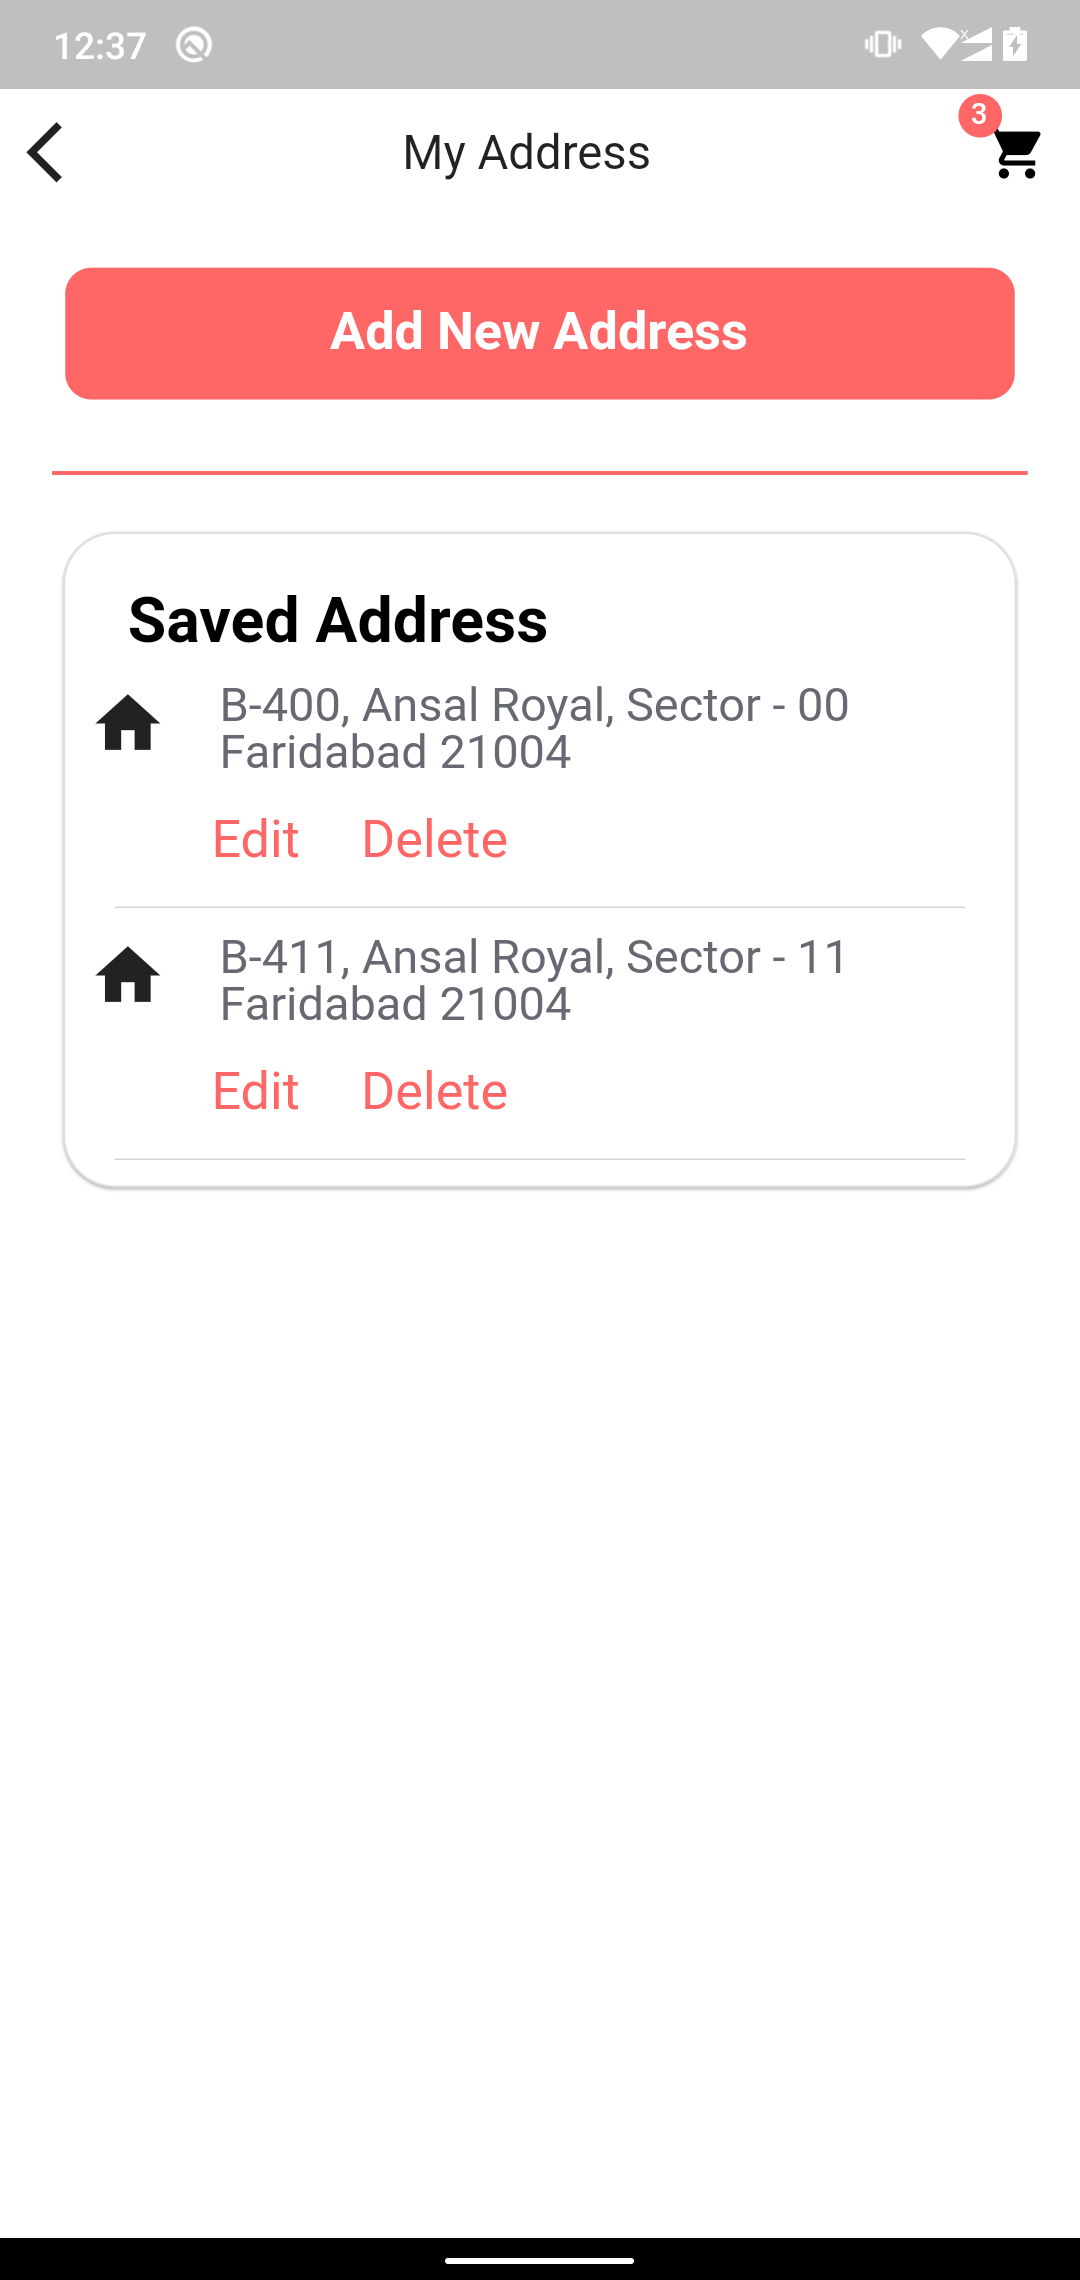 12:37
My Address
3
Add New Address
Saved Address
B-400, Ansal Royal, Sector - 00
Faridabad 21004
Edit Delete
B-411, Ansal Royal, Sector - 11
Faridabad 21004
Edit Delete